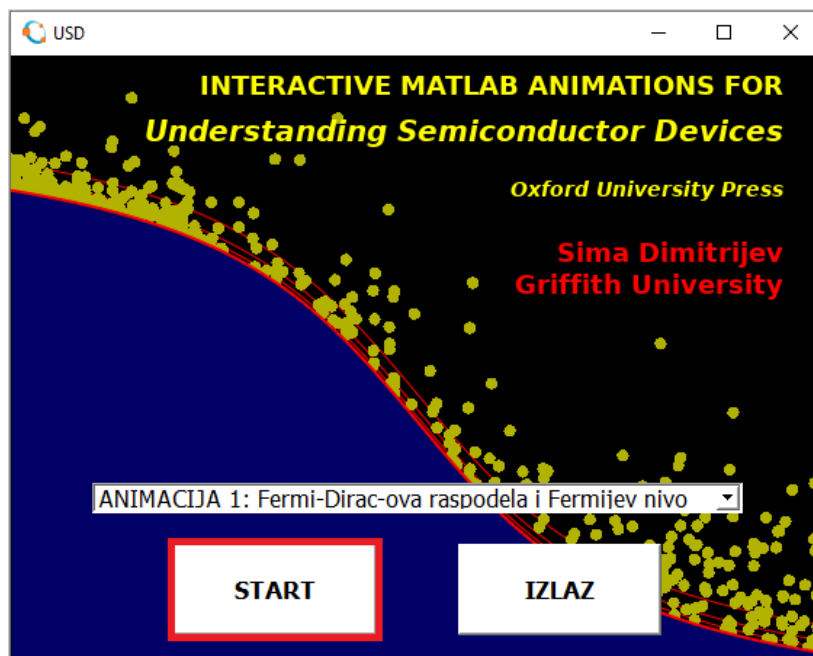 USD
INTERACTIVE MATLAB ANIMATIONS FOR
Understanding Semiconductor Devices
Oxford University Press
Sima Dimitrijev
Griffith University
ANIMACIJA 1: Fermi-Dirac-ova raspodela i Fermijev nivo
START
IZLAZ